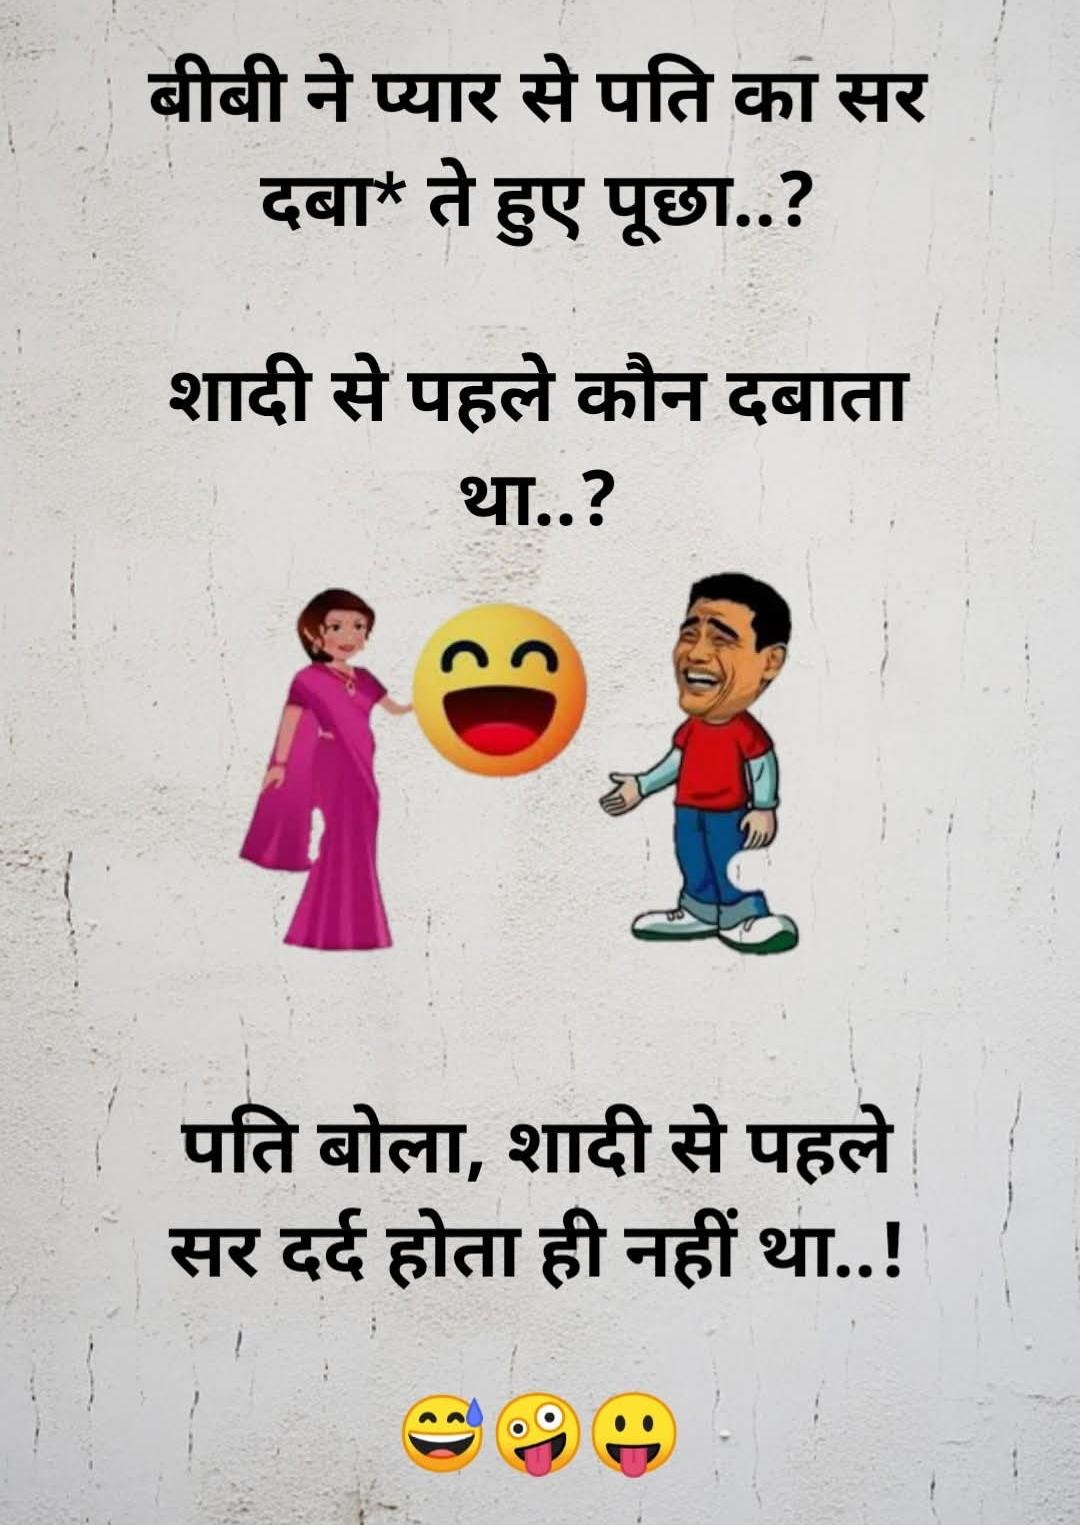 बीबी ने प्यार से पति का सर
दबा* ते हुए पूछा..?
शादी से पहले कौन दबाता
था..?
पति बोला, शादी से पहले
सर दर्द होता ही नहीं था..!
😅🤪😛